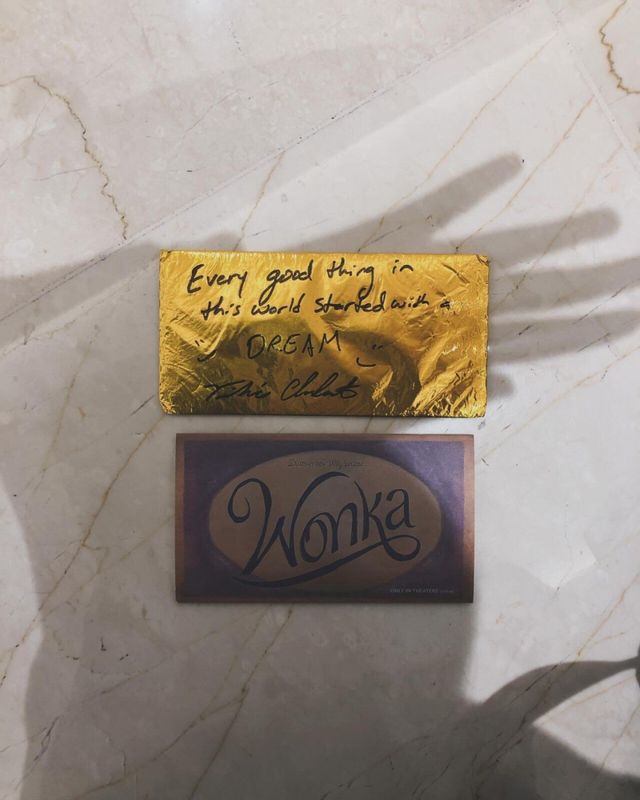 Every good thing in
this world started with a
DREAM
Wonka
ONLY IN THEATERS